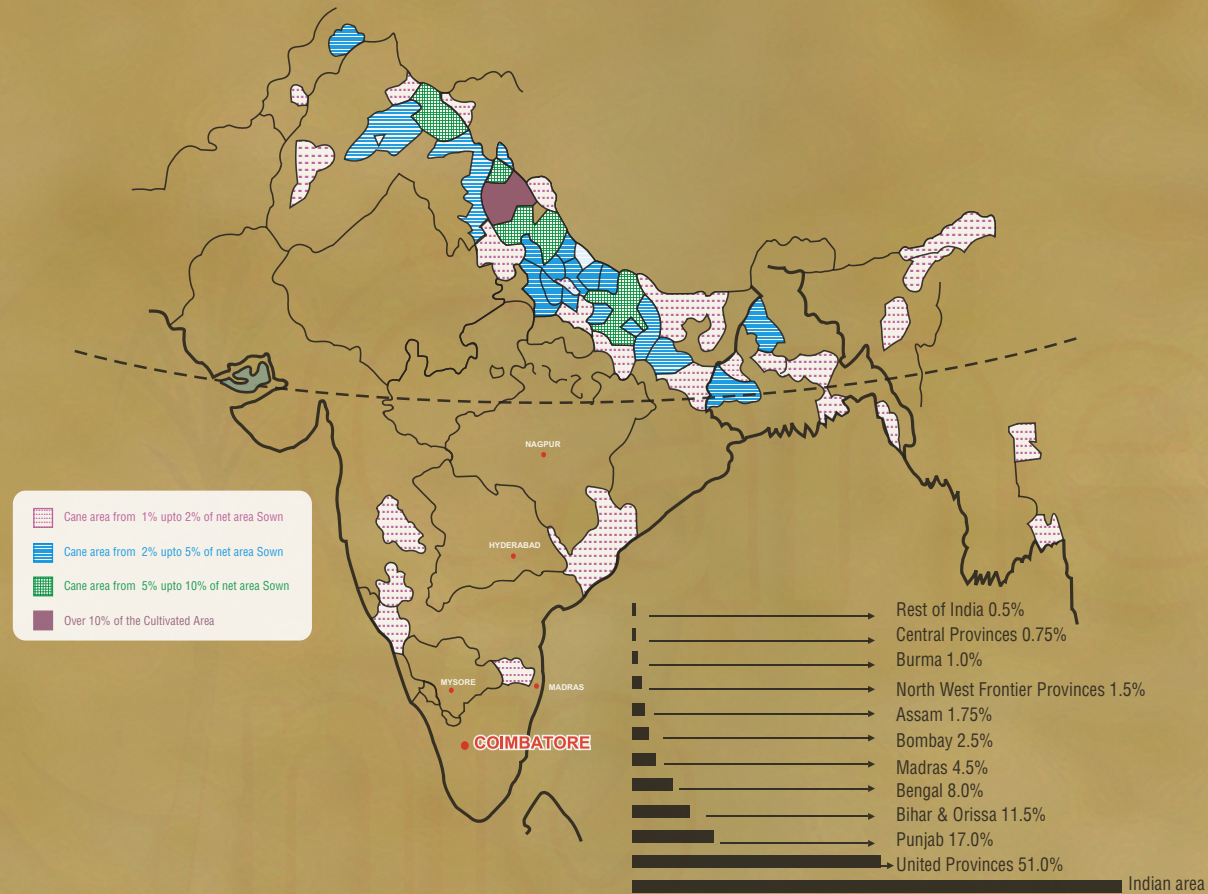 NAGPUR
Cane area from 1% upto 2% of net area Sown
Cane area from 2% upto 5% of net area Sown
Cane area from 5% upto 10% of net area Sown
Over 10% of the Cultivated Area
HYDERABAD
MYSORE
MADRAS
COIMBATORE
Rest of India 0.5%
Central Provinces 0.75%
Burma 1.0%
North West Frontier Provinces 1.5%
Assam 1.75%
Bombay 2.5%
Madras 4.5%
Bengal 8.0%
Bihar & Orissa 11.5%
Punjab 17.0%
United Provinces 51.0%
Indian area